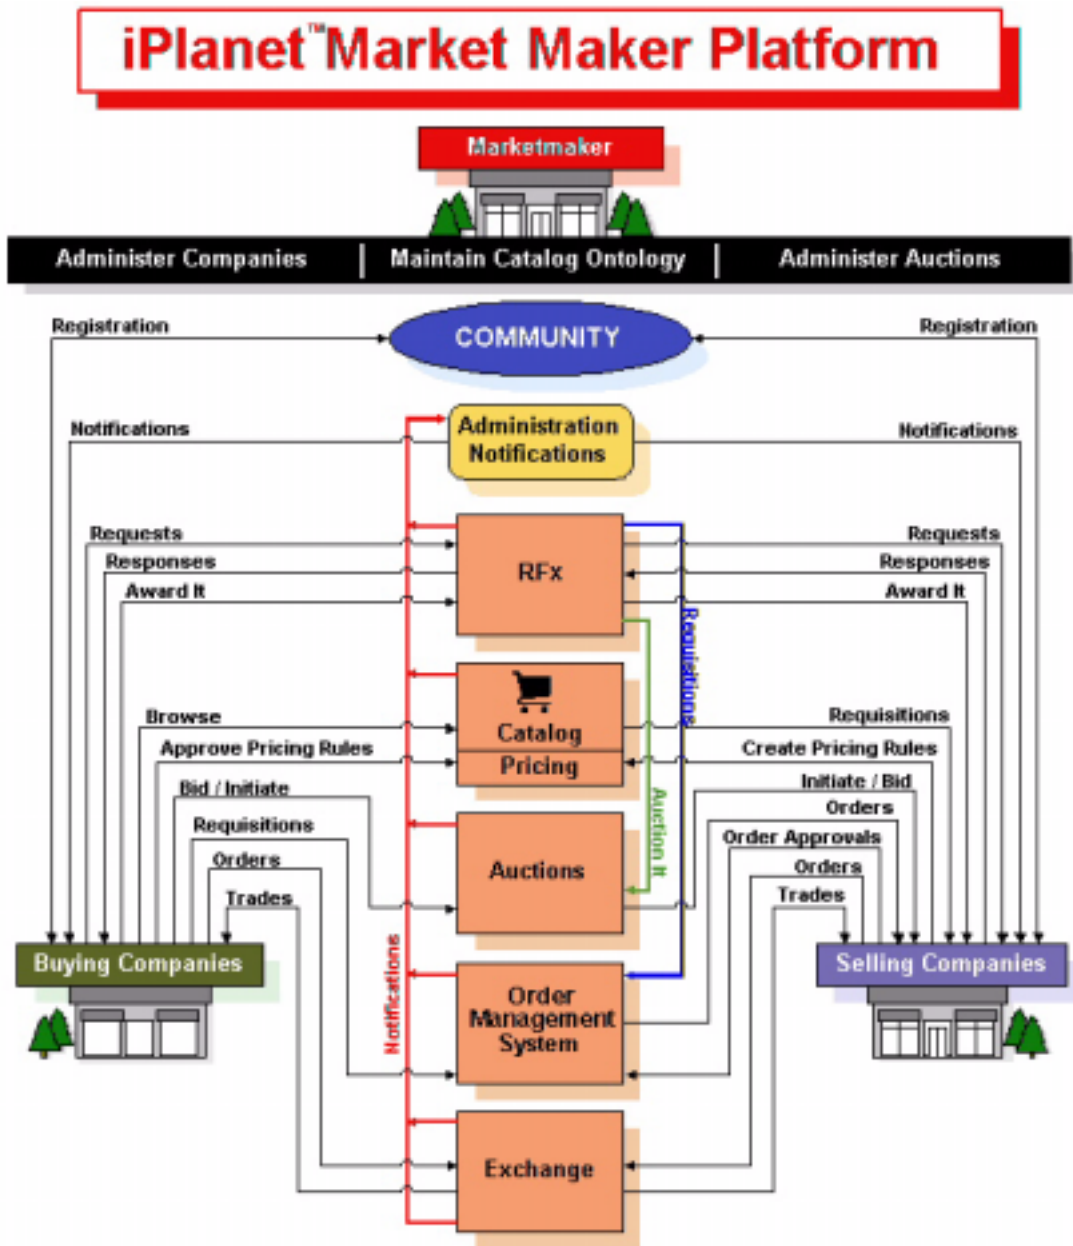 iPlanet™ Market Maker Platform
Marketmaker
Administer Companies | Maintain Catalog Ontology | Administer Auctions
Registration
COMMUNITY
Registration
Notifications
Administration
Notifications
Notifications
Requests
Responses
Award It
RFx
Requests
Responses
Award It
Requisitions
Browse
Approve Pricing Rules
Catalog
Pricing
Requisitions
Create Pricing Rules
Auction It
Bid / Initiate
Requisitions
Orders
Trades
Auctions
Initiate / Bid
Orders
Order Approvals
Orders
Trades
Buying Companies
Notifications
Order
Management
System
Selling Companies
Exchange